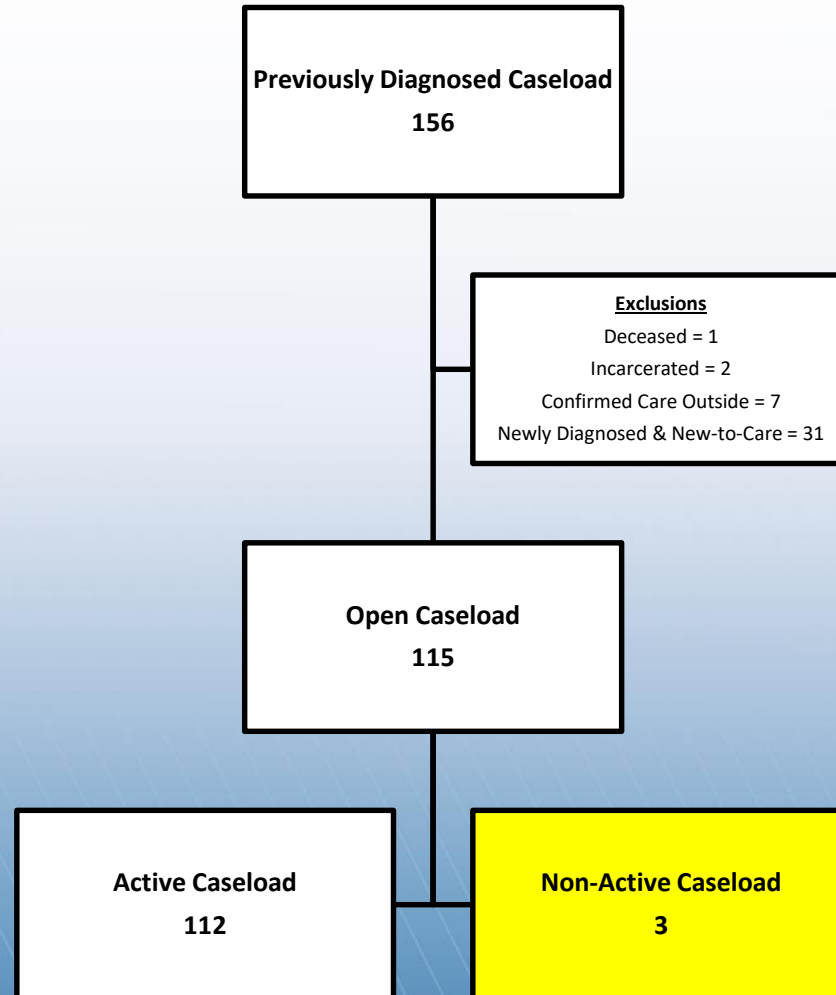 Previously Diagnosed Caseload
156
Exclusions
Deceased = 1
Incarcerated = 2
Confirmed Care Outside = 7
Newly Diagnosed & New-to-Care = 31
Open Caseload
115
Active Caseload
112
Non-Active Caseload
3